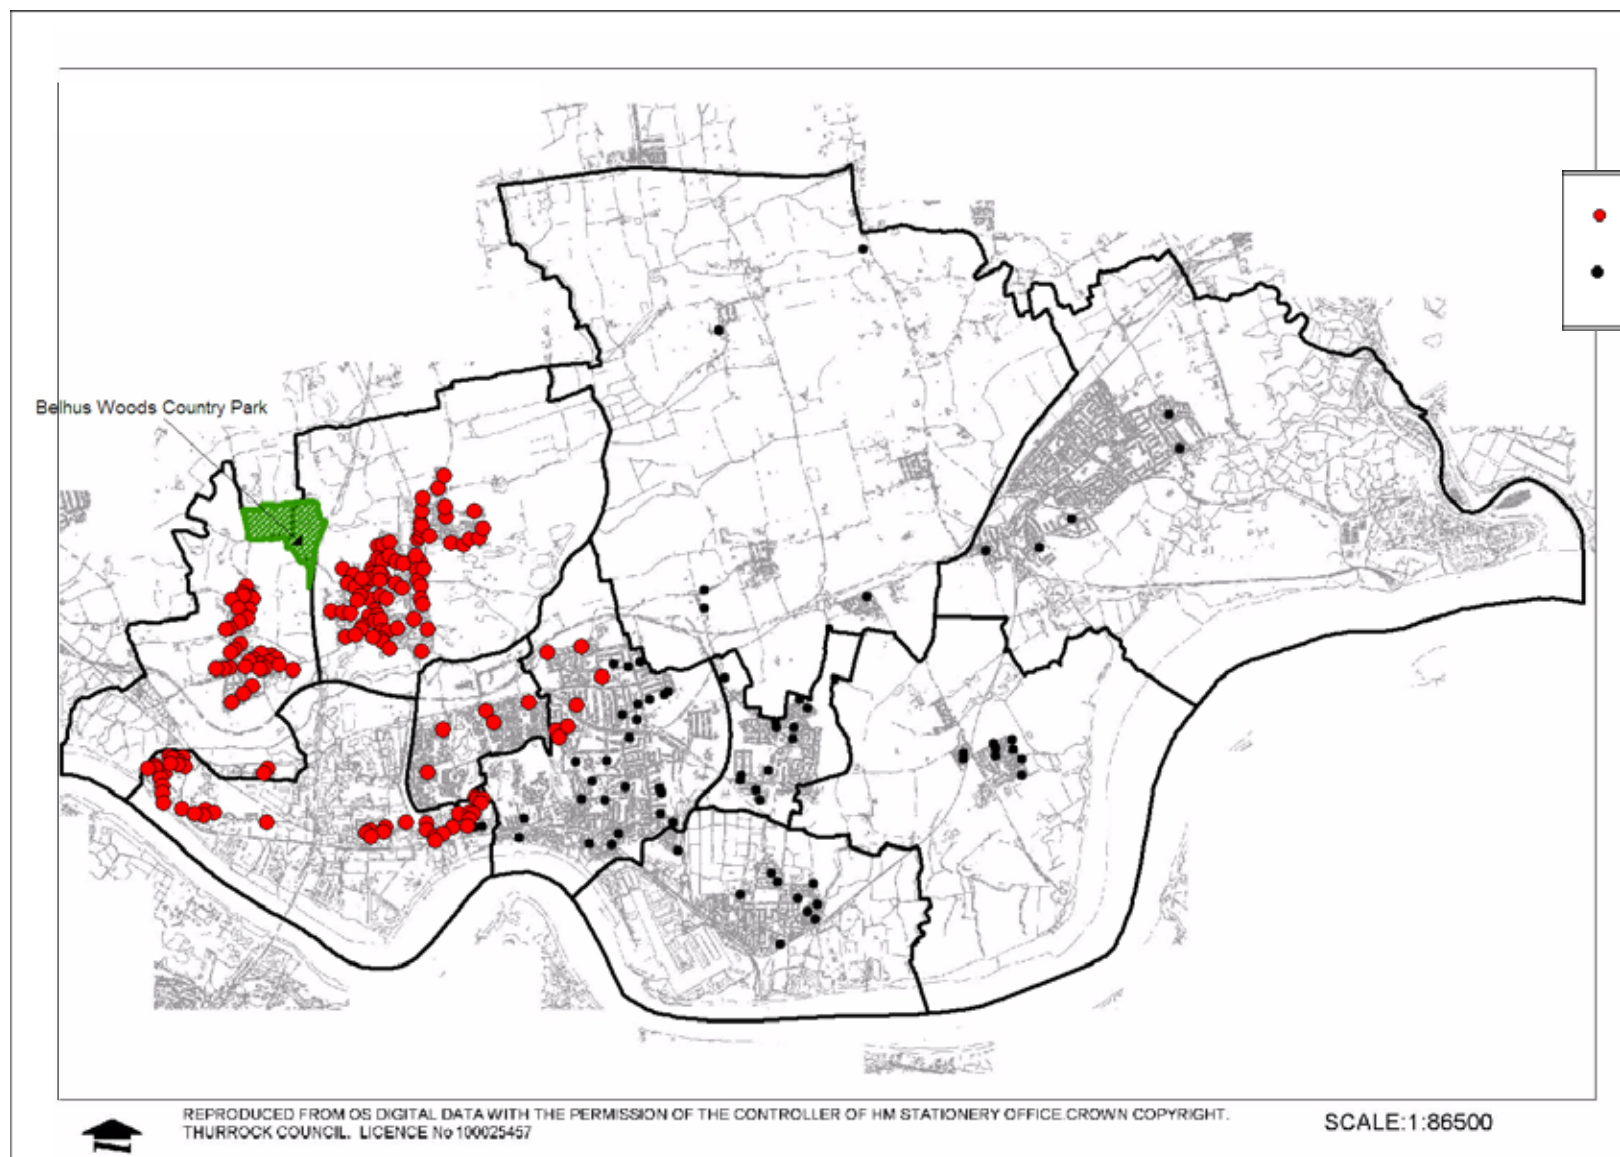 Belhus Woods Country Park
REPRODUCED FROM OS DIGITAL DATA WITH THE PERMISSION OF THE CONTROLLER OF HM STATIONERY OFFICE.CROWN COPYRIGHT.
THURROCK COUNCIL. LICENCE No 100025457
SCALE:1:86500